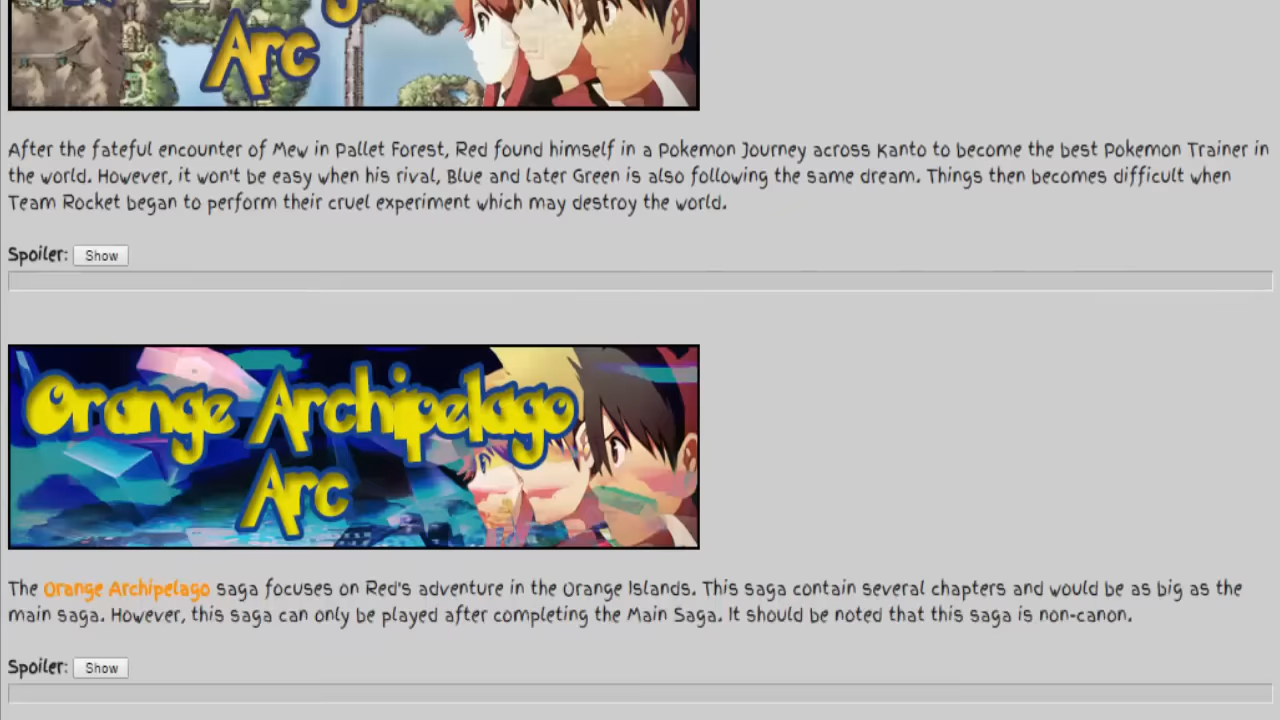 Arc
After the fateful encounter of Mew in Pallet Forest, Red found himself in a Pokemon Journey across Kanto to become the best Pokemon Trainer in
the world. However, it won't be easy when his rival, Blue and later Green is also following the same dream. Things then becomes difficult when
Team Rocket began to perform their cruel experiment which may destroy the world.
Spoiler: Show
Orange Archipelago
Arc
The Orange Archipelago saga focuses on Red's adventure in the Orange Islands. This saga contain several chapters and would be as big as the
main saga. However, this saga can only be played after completing the Main Saga. It should be noted that this saga is non-canon.
Spoiler: Show